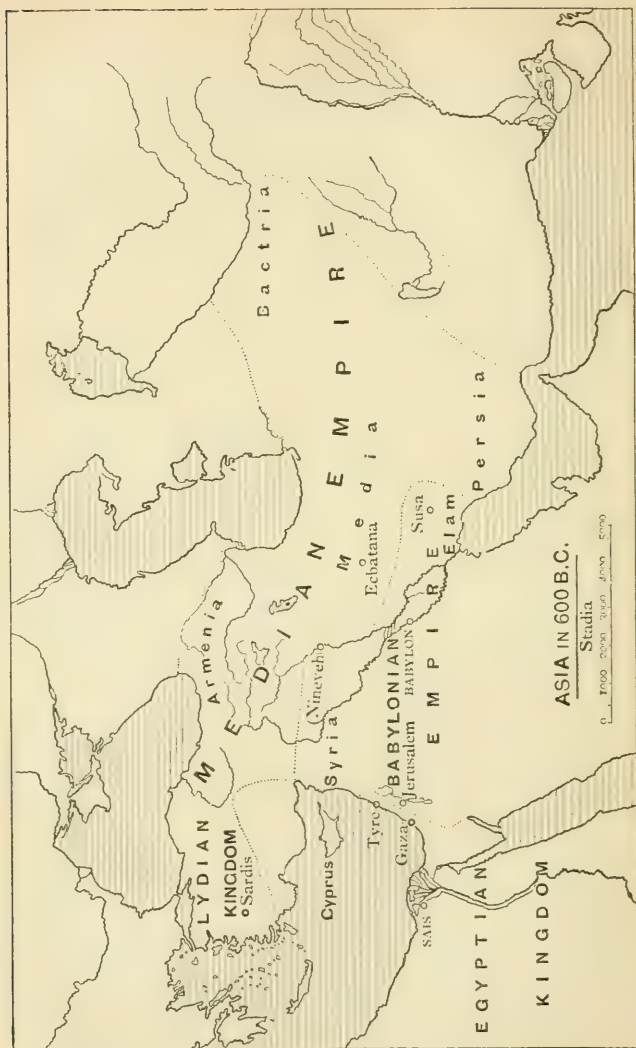 ASIA IN 600 B.C.
Stadia
0 1000 2000 3000 4000 5000
LYDIAN
KINGDOM
Sardis
MEDIAN EMPIRE
Armenia
Bactria
Media
Ecbatana
(Nineveh)
Syria
Cyprus
Tyre
BABYLONIAN
EMPIRE
Jerusalem
BABYLON
Gaza
Susa
Elam
Persia
SAIS
EGYPTIAN
KINGDOM